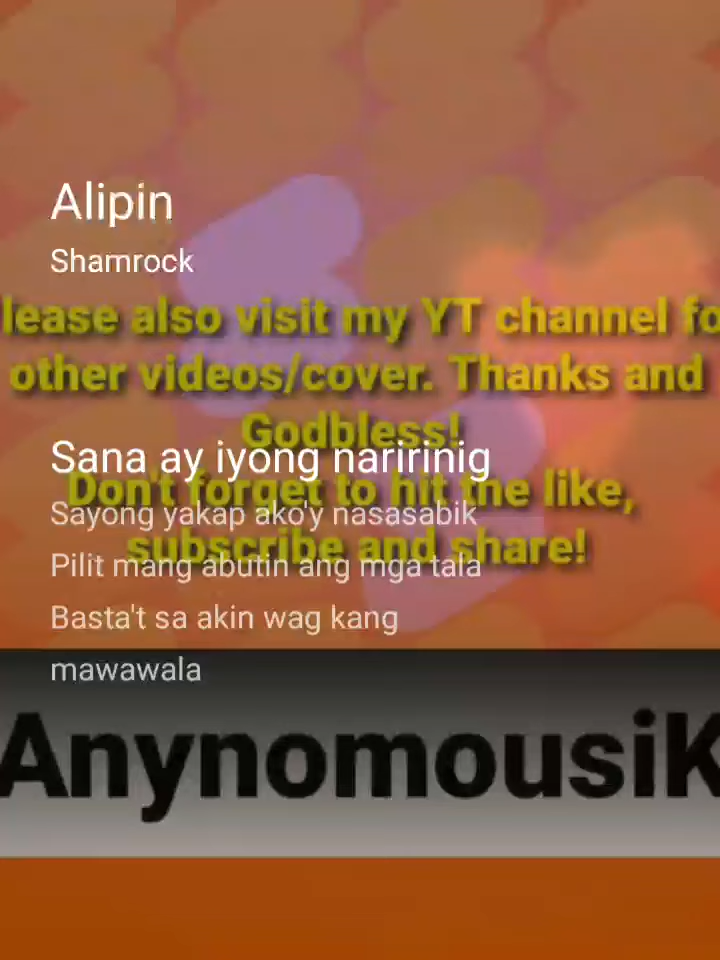 Alipin
Shamrock
lease also visit my YT channel fo
other videos/cover. Thanks and
Godbless!
Sana ay iyong naririnig
Don't forget to hit the like,
Sayong yakap ako'y nasasabik
subscribe and share!
Pilit mang abutin ang mga tala
Basta't sa akin wag kang
mawawala
AnynomousiK